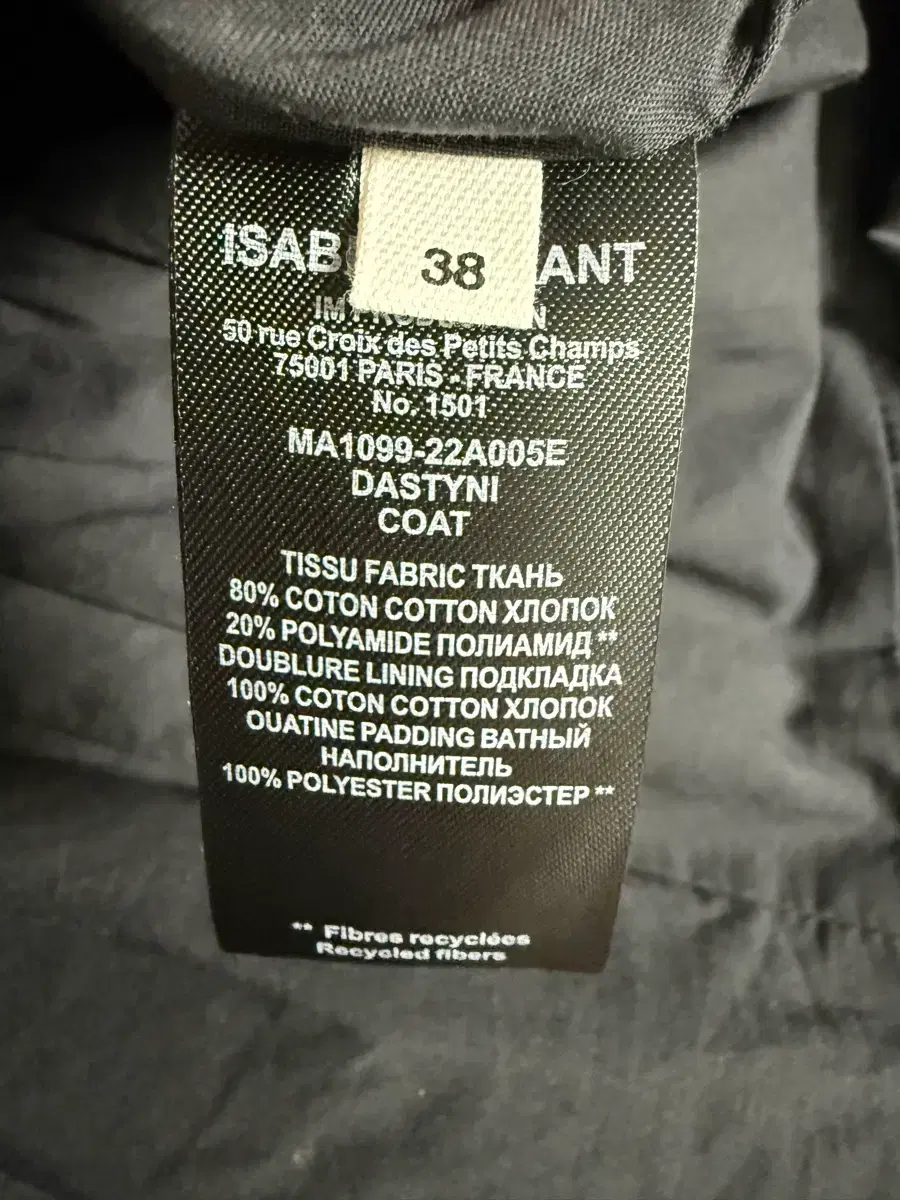 38
50 rue Croix des Petits Champs
75001 PARIS - FRANCE
No. 1501
MA1099-22A005E
DASTYNI
COAT
TISSU FABRIC ТКАНЬ
80% COTON COTTON ХЛОПОК
20% POLYAMIDE ПОЛИАМИД **
DOUBLURE LINING ПОДКЛАДКА
100% COTON COTTON ХЛОПОК
OUATINE PADDING ВАТНЫЙ
НАПОЛНИТЕЛЬ
100% POLYESTER ПОЛИЭСТЕР **
** Fibres recyclées
Recycled fibers